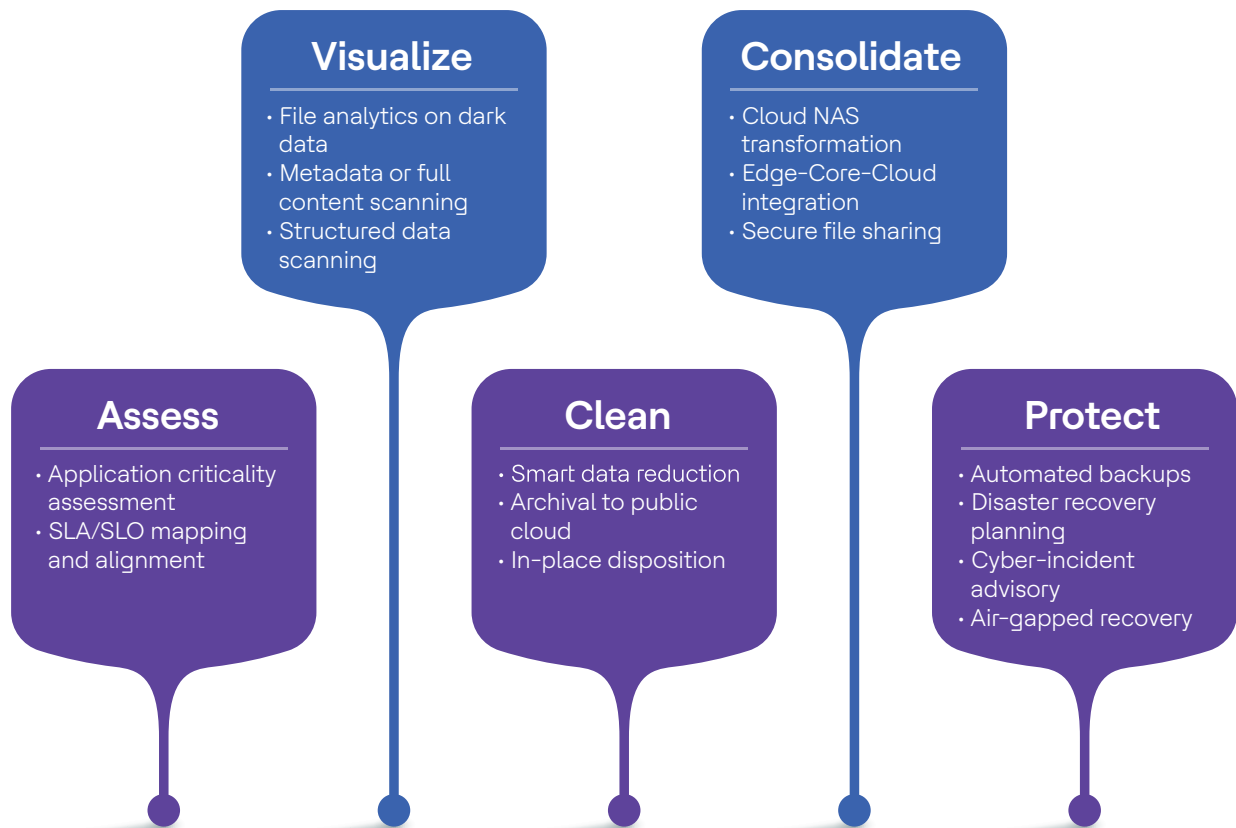 Visualize
• File analytics on dark
data
• Metadata or full
content scanning
• Structured data
scanning
Consolidate
• Cloud NAS
transformation
• Edge-Core-Cloud
integration
• Secure file sharing
Assess
• Application criticality
assessment
• SLA/SLO mapping
and alignment
Clean
• Smart data reduction
• Archival to public
cloud
• In-place disposition
Protect
• Automated backups
• Disaster recovery
planning
• Cyber-incident
advisory
• Air-gapped recovery